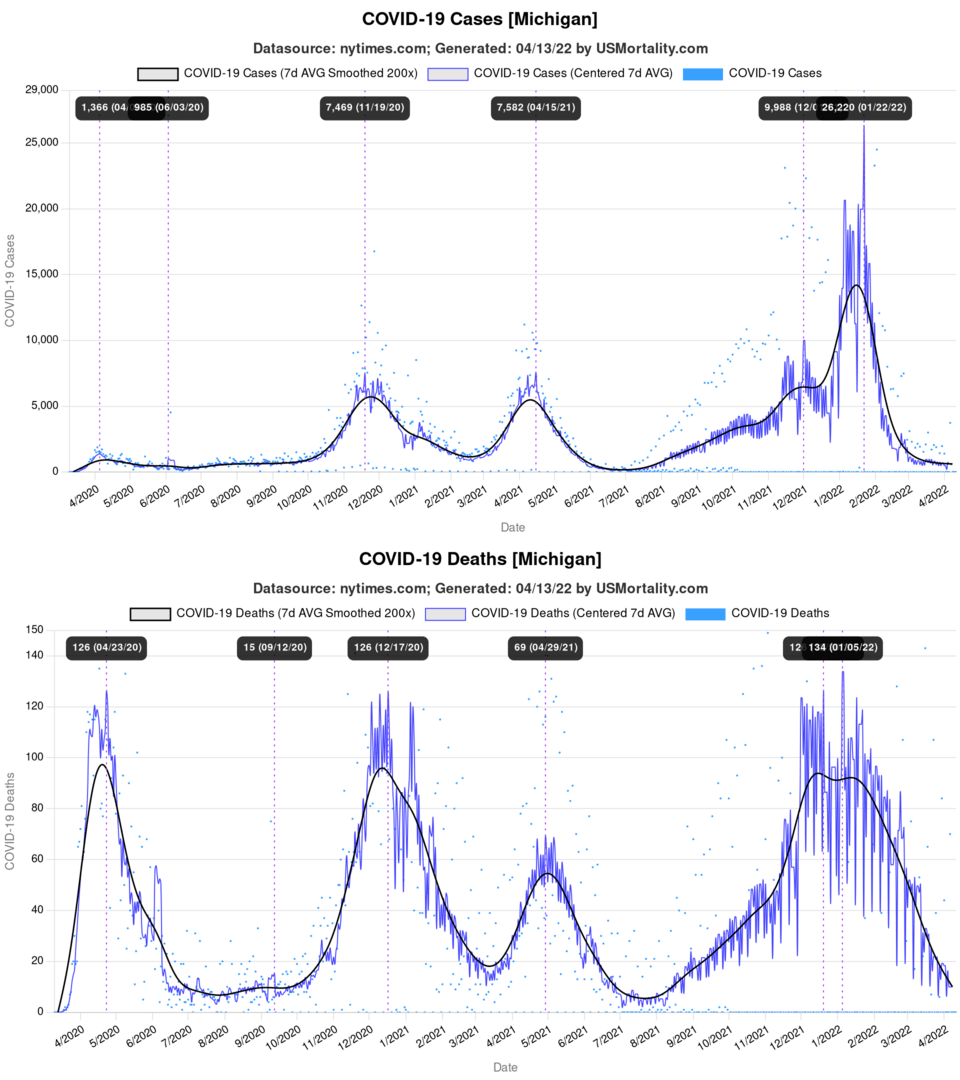 COVID-19 Cases [Michigan]
Datasource: nytimes.com; Generated: 04/13/22 by USMortality.com
COVID-19 Cases (7d AVG Smoothed 200x) COVID-19 Cases (Centered 7d AVG) COVID-19 Cases
29,000
1,366 (04/ 985 (06/03/20) 7,469 (11/19/20) 7,582 (04/15/21) 9,988 (12/0 26,220 (01/22/22)
25,000
20,000
15,000
10,000
5,000
0
COVID-19 Cases
4/2020 5/2020 6/2020 7/2020 8/2020 9/2020 10/2020 11/2020 12/2020 1/2021 2/2021 3/2021 4/2021 5/2021 6/2021 7/2021 8/2021 9/2021 10/2021 11/2021 12/2021 1/2022 2/2022 3/2022 4/2022
Date
COVID-19 Deaths [Michigan]
Datasource: nytimes.com; Generated: 04/13/22 by USMortality.com
COVID-19 Deaths (7d AVG Smoothed 200x) COVID-19 Deaths (Centered 7d AVG) COVID-19 Deaths
150
126 (04/23/20) 15 (09/12/20) 126 (12/17/20) 69 (04/29/21) 134 (01/05/22)
140
120
100
80
60
40
20
0
COVID-19 Deaths
4/2020 5/2020 6/2020 7/2020 8/2020 9/2020 10/2020 11/2020 12/2020 1/2021 2/2021 3/2021 4/2021 5/2021 6/2021 7/2021 8/2021 9/2021 10/2021 11/2021 12/2021 1/2022 2/2022 3/2022 4/2022
Date